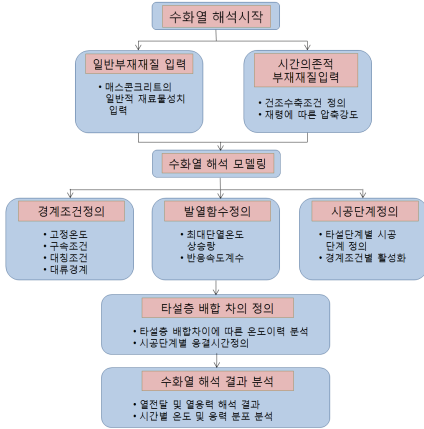 수화열 해석시작
일반부재재질 입력
• 매스콘크리트의
일반적 재료물성치
입력
시간의존적
부재재질입력
• 건조수축조건 정의
• 재령에 따른 압축강도
수화열 해석 모델링
경계조건정의
• 고정온도
• 구속조건
• 대칭조건
• 대류경계
발열함수정의
• 최대단열온도
상승량
• 반응속도계수
시공단계정의
• 타설단계별 시공
단계 정의
• 경계조건별 활성화
타설층 배합 차의 정의
• 타설층 배합차이에 따른 온도이력 분석
• 시공단계별 응결시간정의
수화열 해석 결과 분석
• 열전달 및 열응력 해석 결과
• 시간별 온도 및 응력 분포 분석